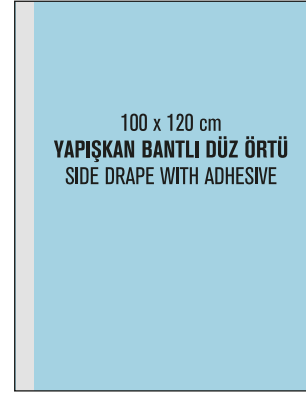 100 x 120 cm
YAPIŞKAN BANTLI DÜZ ÖRTÜ
SIDE DRAPE WITH ADHESIVE